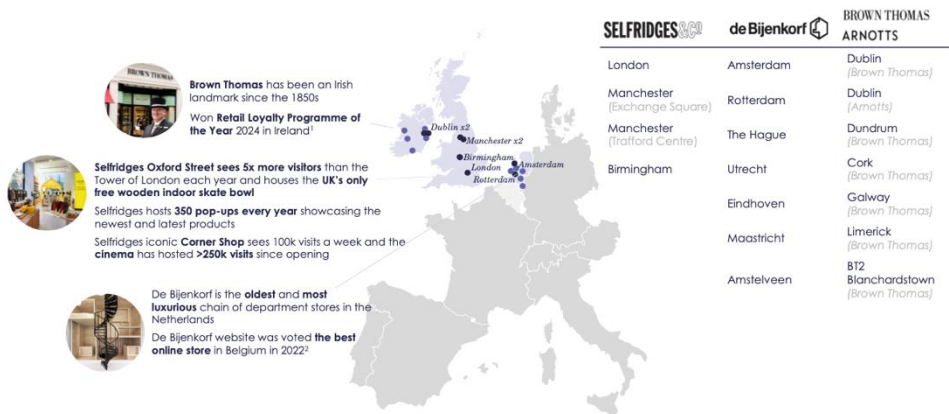 BROWN THOMAS
Brown Thomas has been an Irish
landmark since the 1850s
Won Retail Loyalty Programme of
the Year 2024 in Ireland¹
Selfridges Oxford Street sees 5x more visitors than the
Tower of London each year and houses the UK's only
free wooden indoor skate bowl
Selfridges hosts 350 pop-ups every year showcasing the
newest and latest products
Selfridges iconic Corner Shop sees 100k visits a week and the
cinema has hosted >250k visits since opening
De Bijenkorf is the oldest and most
luxurious chain of department stores in the
Netherlands
De Bijenkorf website was voted the best
online store in Belgium in 2022²
Dublin x2
Manchester x2
Birmingham
London
Amsterdam
Rotterdam
SELFRIDGES&Cº
London
Manchester
(Exchange Square)
Manchester
(Trafford Centre)
Birmingham
de Bijenkorf
Amsterdam
Rotterdam
The Hague
Utrecht
Eindhoven
Maastricht
Amstelveen
BROWN THOMAS
ARNOTTS
Dublin
(Brown Thomas)
Dublin
(Arnotts)
Dundrum
(Brown Thomas)
Cork
(Brown Thomas)
Galway
(Brown Thomas)
Limerick
(Brown Thomas)
BT2
Blanchardstown
(Brown Thomas)